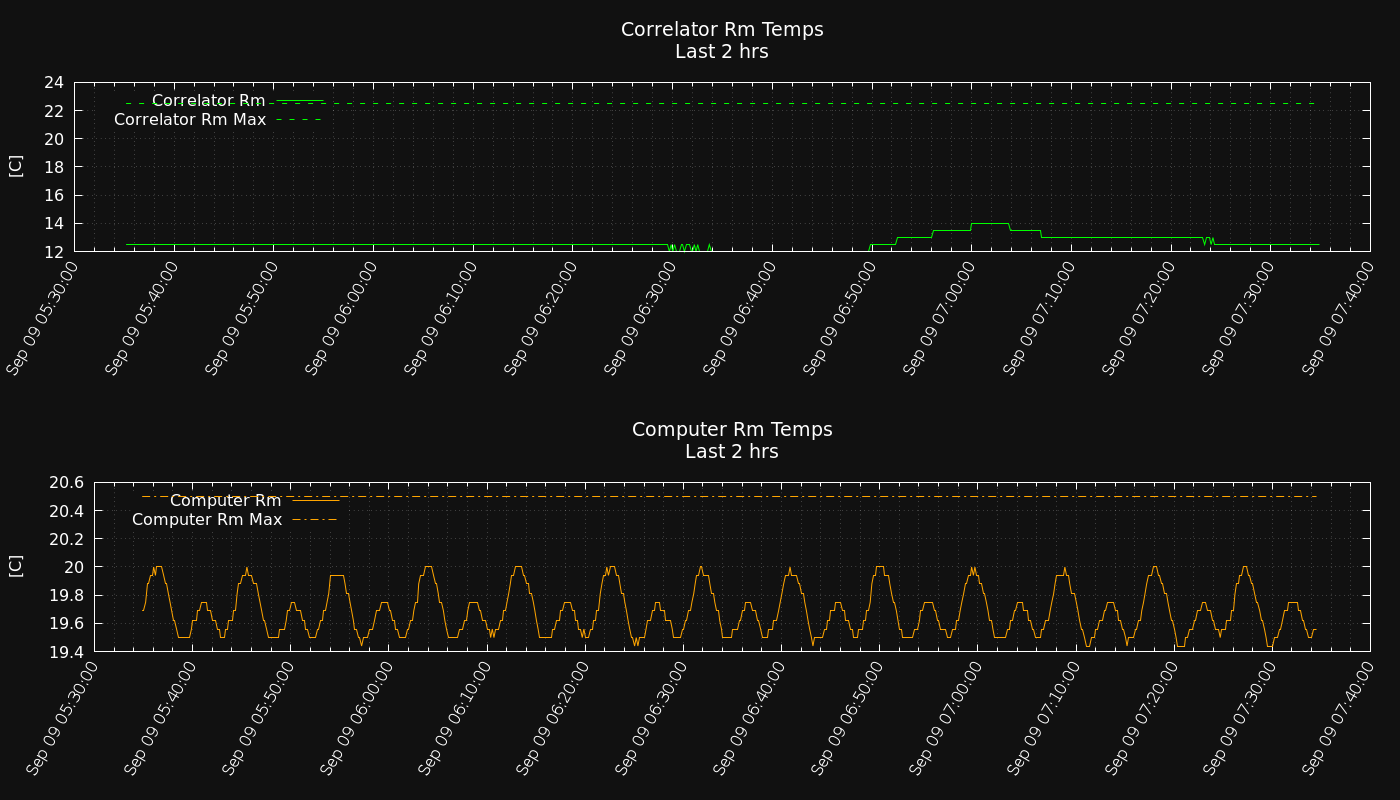 Correlator Rm Temps
Last 2 hrs
24
22
20
18
16
14
12
[C]
Correlator Rm
Correlator Rm Max
Sep 09 05:30:00
Sep 09 05:40:00
Sep 09 05:50:00
Sep 09 06:00:00
Sep 09 06:10:00
Sep 09 06:20:00
Sep 09 06:30:00
Sep 09 06:40:00
Sep 09 06:50:00
Sep 09 07:00:00
Sep 09 07:10:00
Sep 09 07:20:00
Sep 09 07:30:00
Sep 09 07:40:00
Computer Rm Temps
Last 2 hrs
20.6
20.4
20.2
20
19.8
19.6
19.4
[C]
Computer Rm
Computer Rm Max
Sep 09 05:30:00
Sep 09 05:40:00
Sep 09 05:50:00
Sep 09 06:00:00
Sep 09 06:10:00
Sep 09 06:20:00
Sep 09 06:30:00
Sep 09 06:40:00
Sep 09 06:50:00
Sep 09 07:00:00
Sep 09 07:10:00
Sep 09 07:20:00
Sep 09 07:30:00
Sep 09 07:40:00